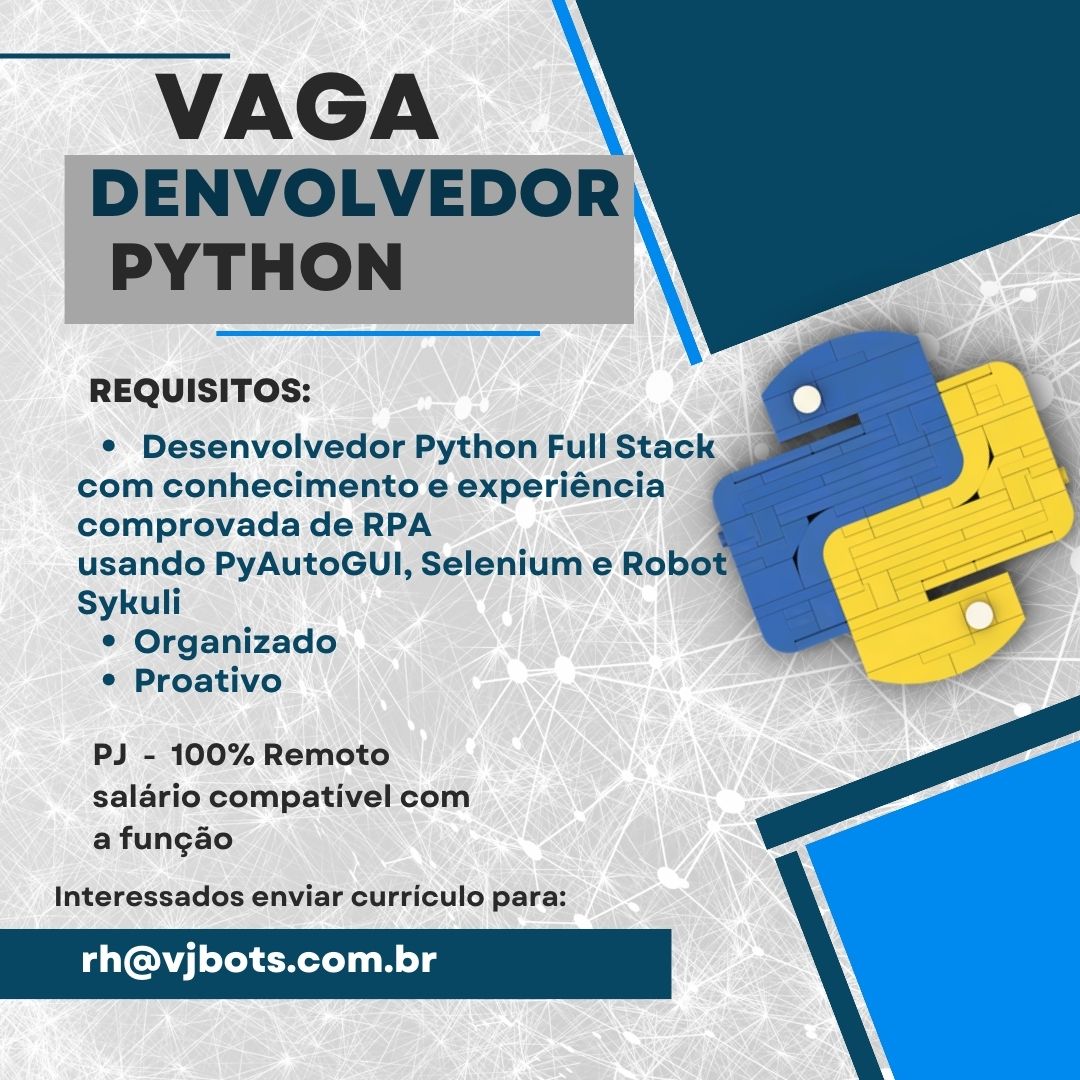 VAGA
DENVOLVEDOR
PYTHON
REQUISITOS:
• Desenvolvedor Python Full Stack
com conhecimento e experiência
comprovada de RPA
usando PyAutoGUI, Selenium e Robot
Sykuli
• Organizado
• Proativo
PJ - 100% Remoto
salário compatível com
a função
Interessados enviar currículo para:
rh@vjbots.com.br